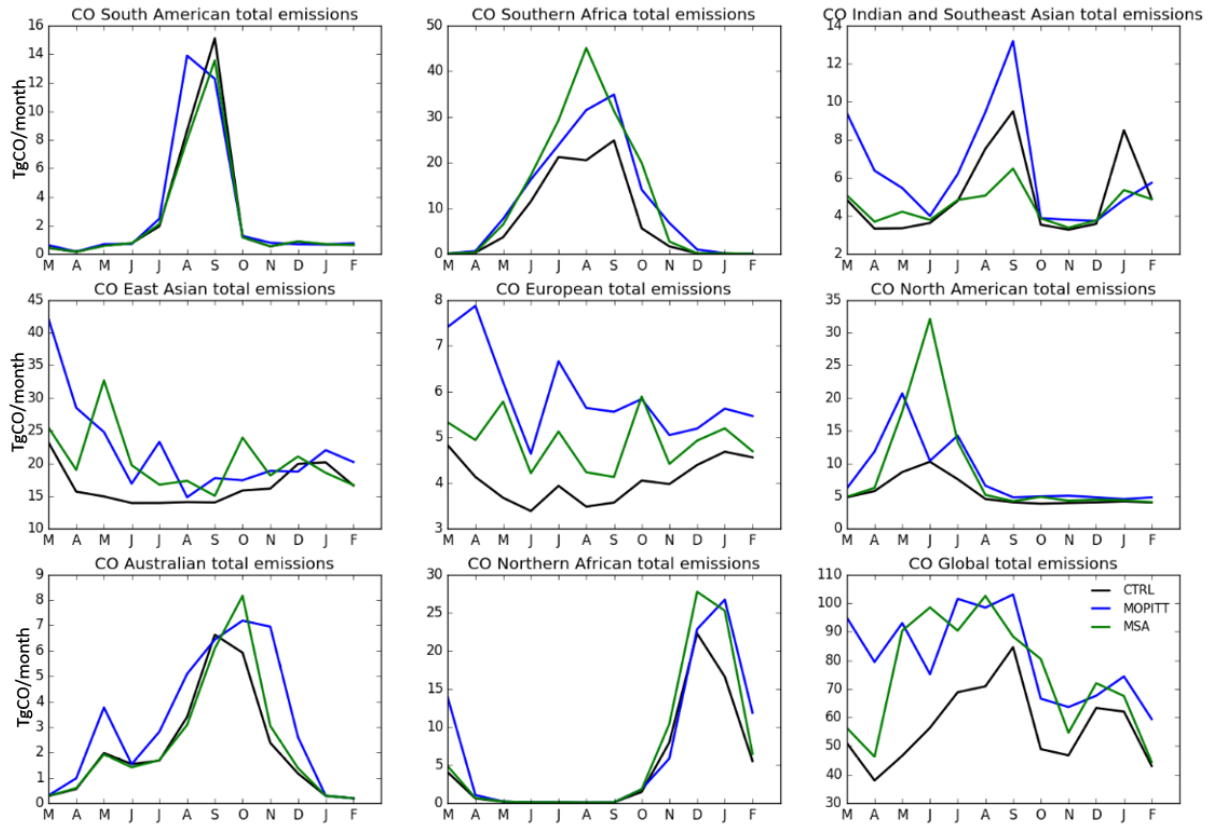 CO South American total emissions
CO Southern Africa total emissions
CO Indian and Southeast Asian total emissions
TgCO/month
16
14
12
10
8
6
4
2
0
M A M J J A S O N D J F
50
40
30
20
10
0
M A M J J A S O N D J F
14
12
10
8
6
4
2
M A M J J A S O N D J F
CO East Asian total emissions
CO European total emissions
CO North American total emissions
TgCO/month
45
40
35
30
25
20
15
10
M A M J J A S O N D J F
8
7
6
5
4
3
M A M J J A S O N D J F
35
30
25
20
15
10
5
0
M A M J J A S O N D J F
CO Australian total emissions
CO Northern African total emissions
CO Global total emissions
TgCO/month
9
8
7
6
5
4
3
2
1
0
M A M J J A S O N D J F
30
25
20
15
10
5
0
M A M J J A S O N D J F
110
100
90
80
70
60
50
40
30
M A M J J A S O N D J F
CTRL
MOPITT
MSA